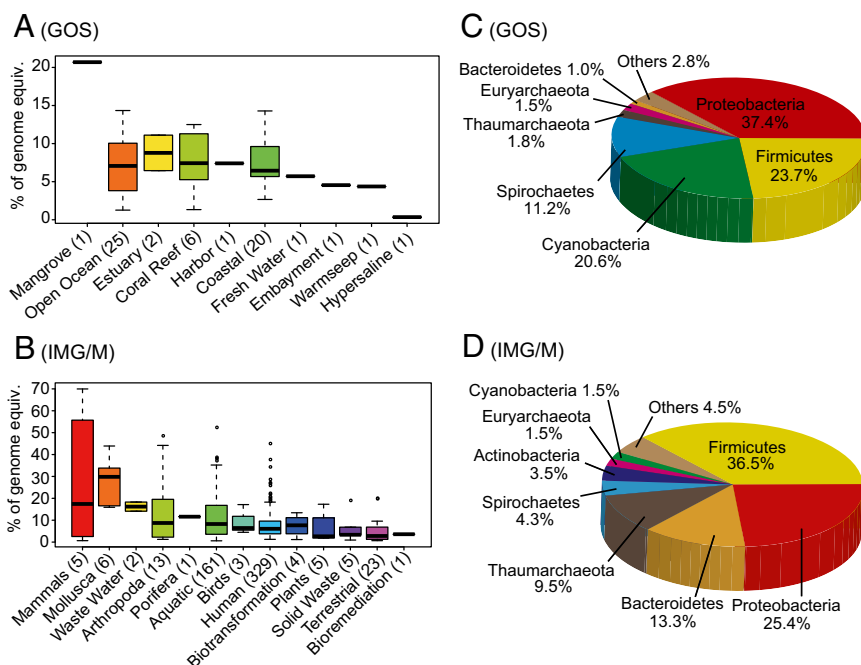 A (GOS)
% of genome equiv.
20
15
10
5
0
Mangrove (1)
Open Ocean (25)
Estuary (2)
Coral Reef (6)
Harbor (1)
Coastal (20)
Fresh Water (1)
Embayment (1)
Warmseep (1)
Hypersaline (1)
C (GOS)
Others 2.8%
Bacteroidetes 1.0%
Euryarchaeota
1.5%
Thaumarchaeota
1.8%
Spirochaetes
11.2%
Cyanobacteria
20.6%
Proteobacteria
37.4%
Firmicutes
23.7%
B (IMG/M)
% of genome equiv.
70
60
50
40
30
20
10
0
Mammals (5)
Mollusca (6)
Waste Water (2)
Arthropoda (13)
Porifera (1)
Aquatic (161)
Birds (3)
Human (329)
Biotransformation (4)
Plants (5)
Solid Waste (5)
Terrestrial (23)
Bioremediation (1)
D (IMG/M)
Cyanobacteria 1.5%
Others 4.5%
Euryarchaeota
1.5%
Actinobacteria
3.5%
Spirochaetes
4.3%
Thaumarchaeota
9.5%
Bacteroidetes
13.3%
Proteobacteria
25.4%
Firmicutes
36.5%